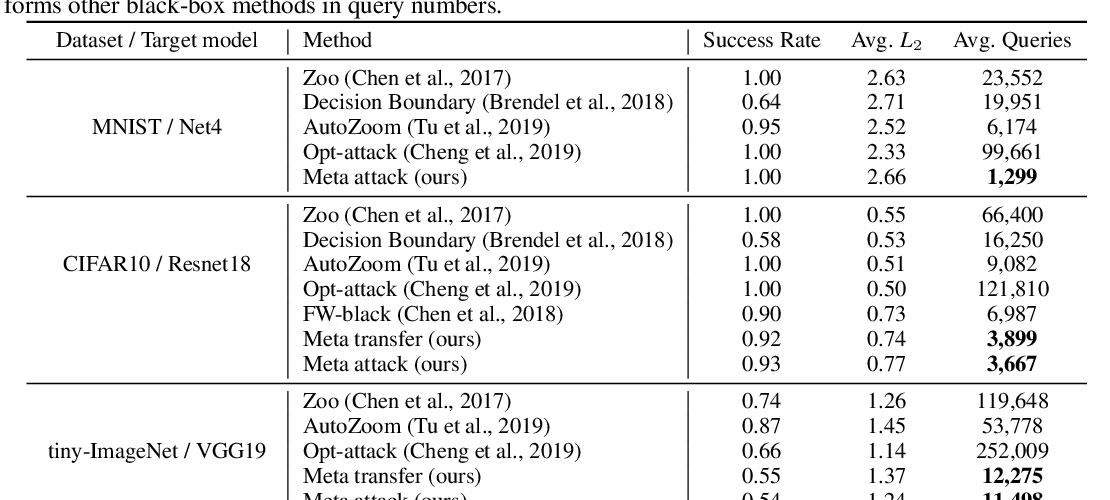 forms other black-box methods in query numbers.
Dataset / Target model Method Success Rate Avg. L2 Avg. Queries
Zoo (Chen et al., 2017) 1.00 2.63 23,552
Decision Boundary (Brendel et al., 2018) 0.64 2.71 19,951
MNIST / Net4 AutoZoom (Tu et al., 2019) 0.95 2.52 6,174
Opt-attack (Cheng et al., 2019) 1.00 2.33 99,661
Meta attack (ours) 1.00 2.66 1,299
Zoo (Chen et al., 2017) 1.00 0.55 66,400
Decision Boundary (Brendel et al., 2018) 0.58 0.53 16,250
CIFAR10 / Resnet18 AutoZoom (Tu et al., 2019) 1.00 0.51 9,082
Opt-attack (Cheng et al., 2019) 1.00 0.50 121,810
FW-black (Chen et al., 2018) 0.90 0.73 6,987
Meta transfer (ours) 0.92 0.74 3,899
Meta attack (ours) 0.93 0.77 3,667
Zoo (Chen et al., 2017) 0.74 1.26 119,648
AutoZoom (Tu et al., 2019) 0.87 1.45 53,778
tiny-ImageNet / VGG19 Opt-attack (Cheng et al., 2019) 0.66 1.14 252,009
Meta transfer (ours) 0.55 1.37 12,275
Meta attack (ours) 0.54 1.24 11,498